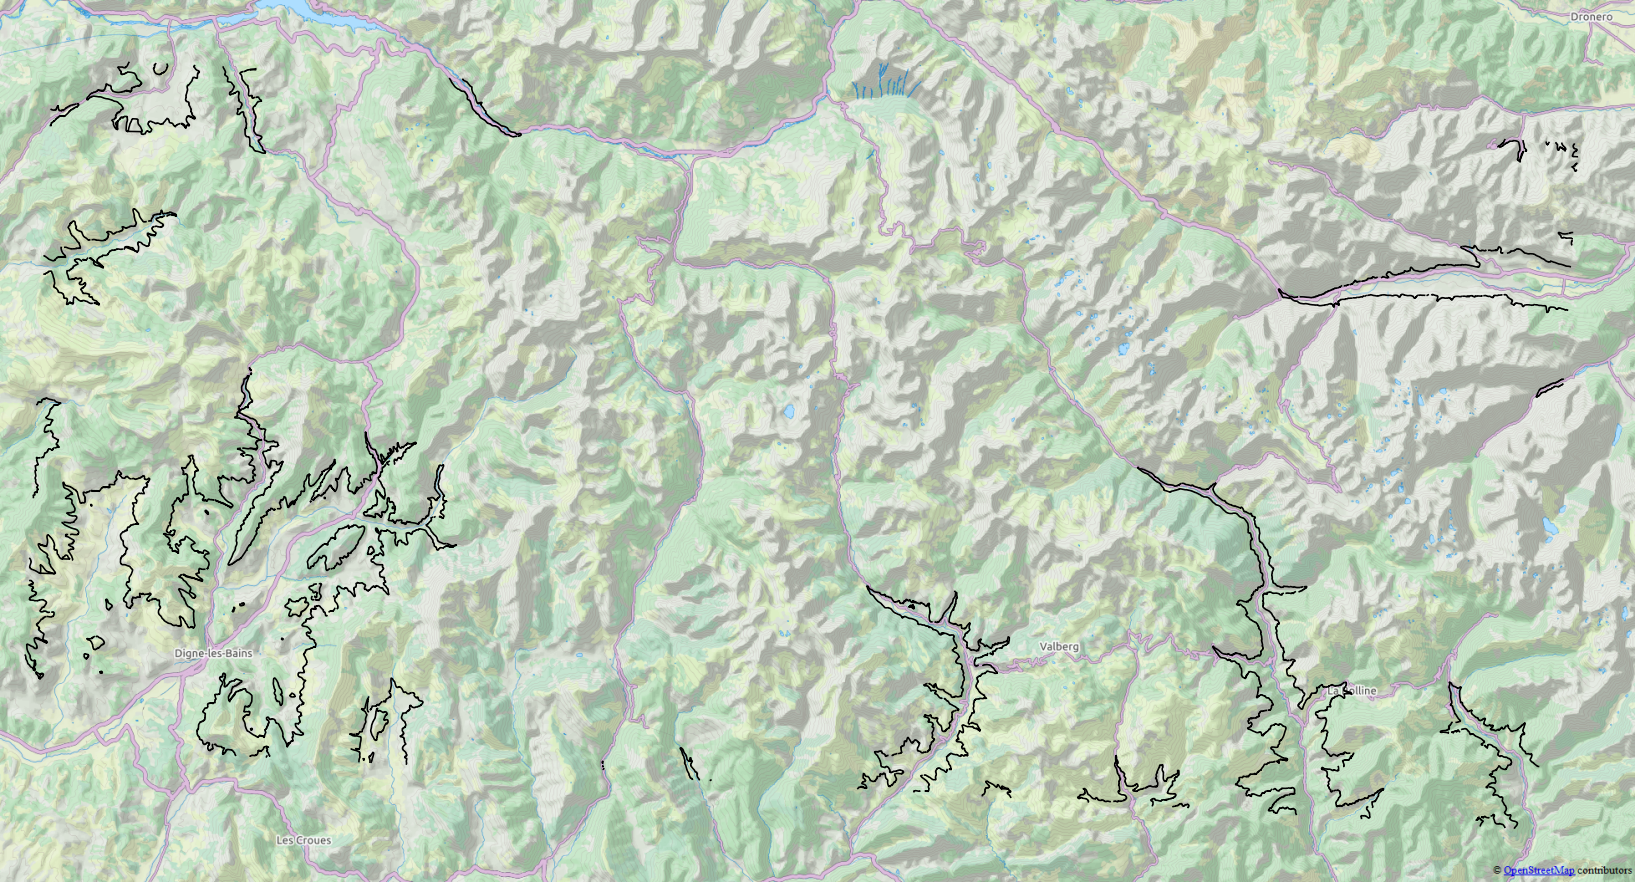 Dronero
Valberg
Digne-les-Bains
La Colline
Les Croues
© OpenStreetMap contributors